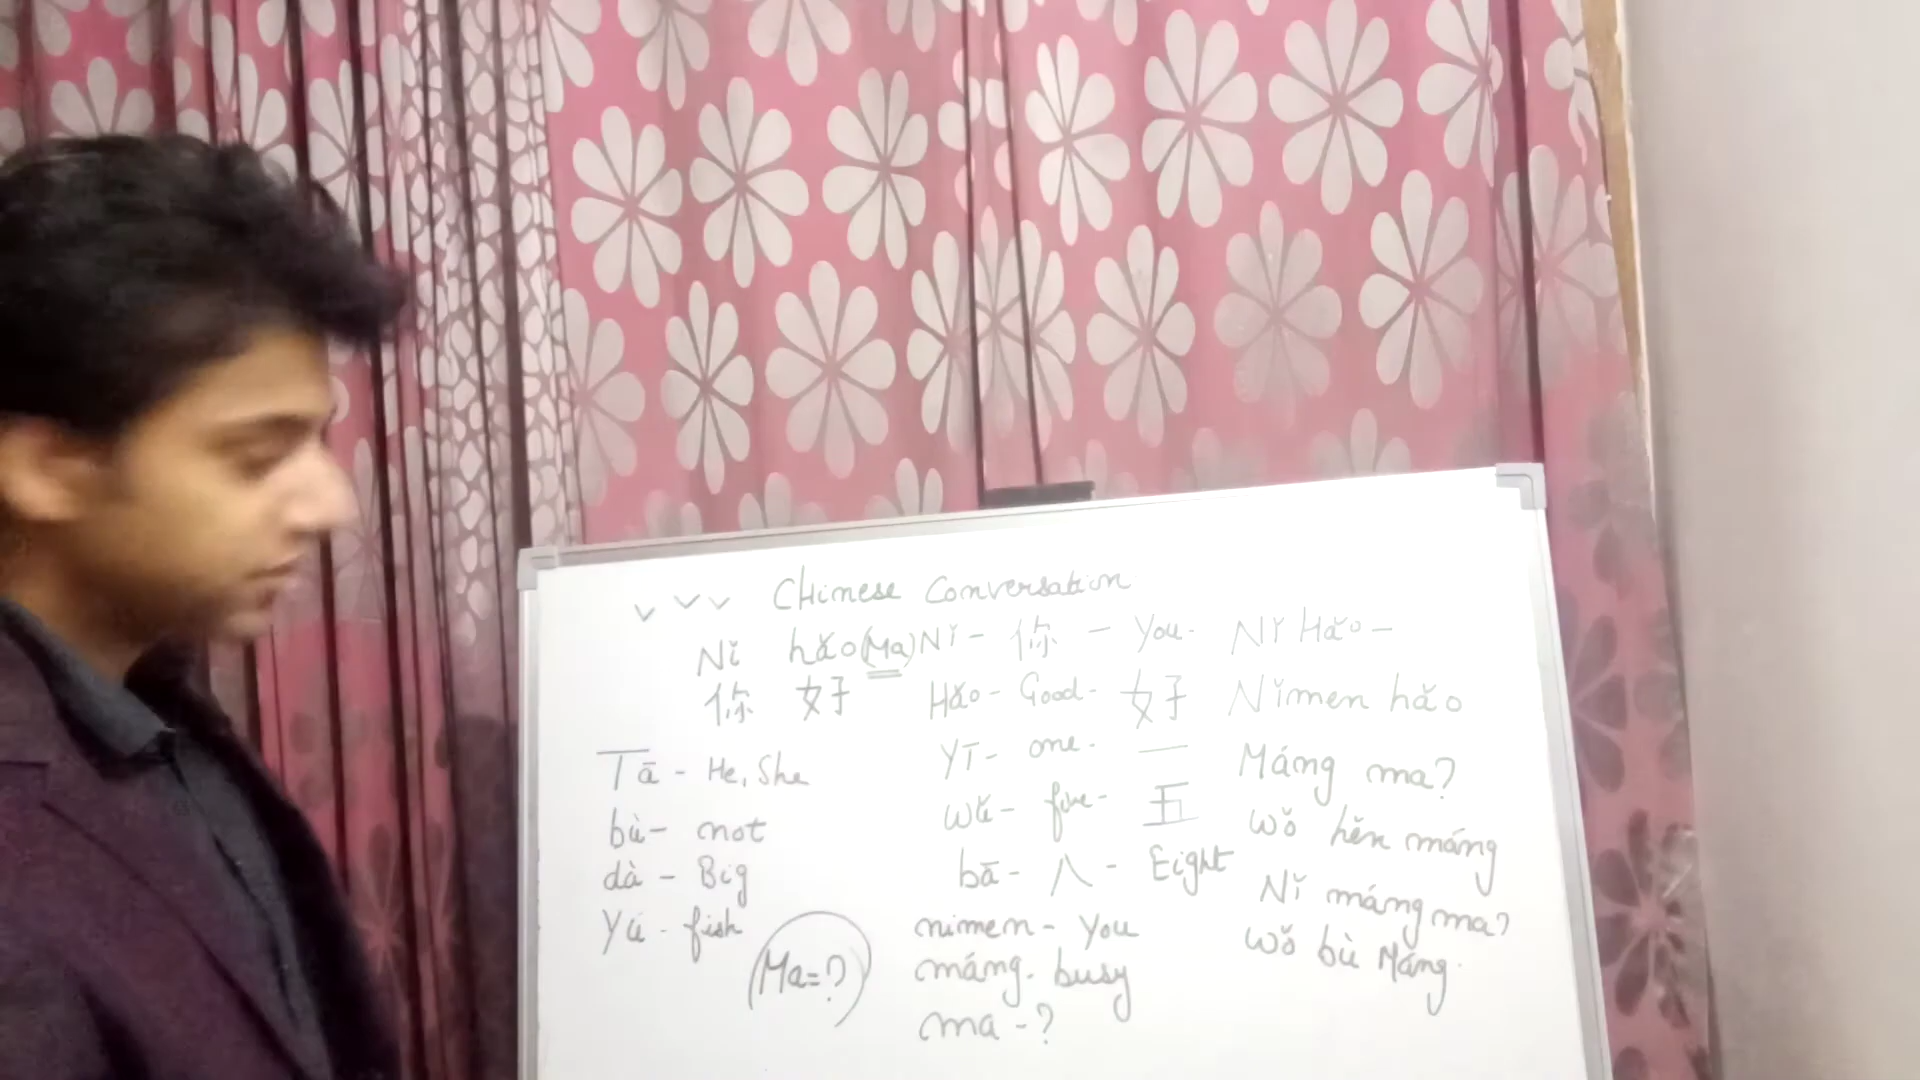 Chinese Conversation
Nǐ hǎo(Ma)
你 好
Tā - He, She
bù - not
dà - Big
Yú - fish
(Ma=?)
Nǐ - 你 - You -
Hǎo - Good - 好
Yī - one - 一
wǔ - five - 五
bā - 八 - Eight
nimen - You
máng - busy
ma - ?
Nǐ Hǎo -
Nǐmen hǎo
Máng ma?
wǒ hěn máng
Nǐ máng ma?
wǒ bù Máng.